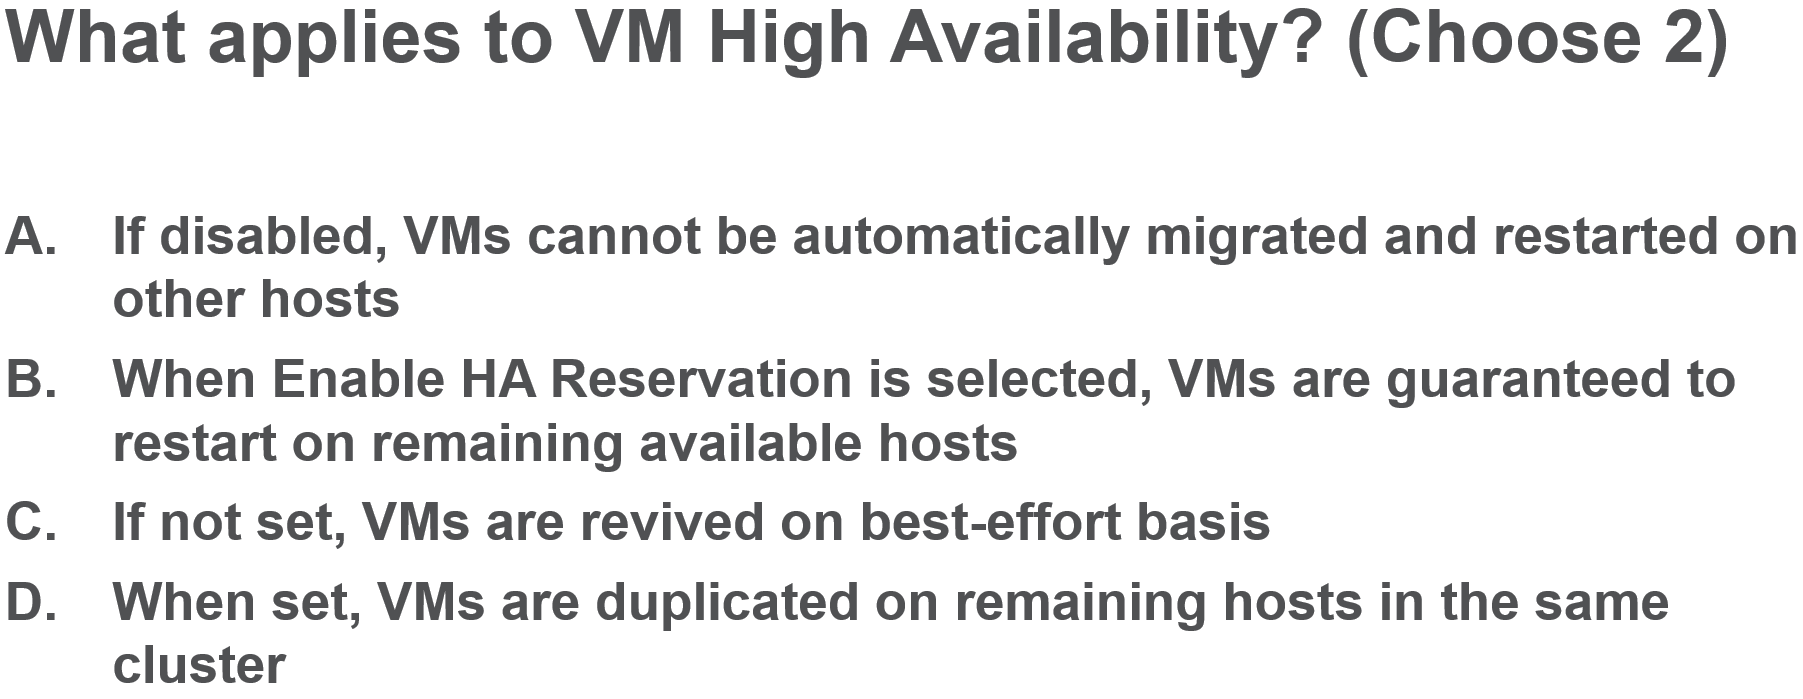 What applies to VM High Availability? (Choose 2)
A. If disabled, VMs cannot be automatically migrated and restarted on
other hosts
B. When Enable HA Reservation is selected, VMs are guaranteed to
restart on remaining available hosts
C. If not set, VMs are revived on best-effort basis
D. When set, VMs are duplicated on remaining hosts in the same
cluster